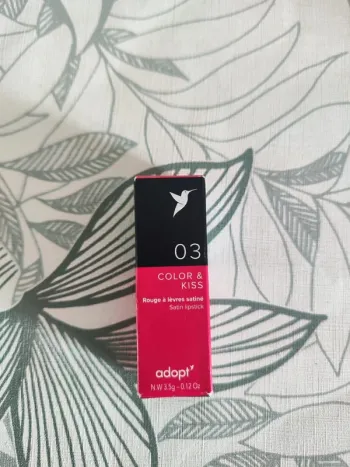 03
COLOR &
KISS
Rouge à lèvres satiné
Satin lipstick
adopt'
N.W 3.5g - 0.12 Oz